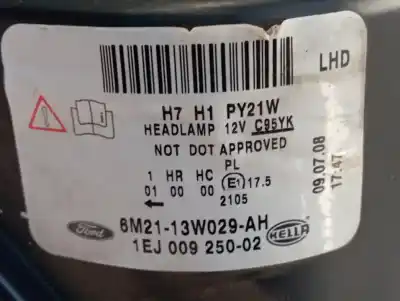 LHD
H7 H1 PY21W
HEADLAMP 12V C95YK
NOT DOT APPROVED
PL
1 HR HC E1 17.5
01 00 00 2105
Ford 6M21-13W029-AH HELLA
1EJ 009 250-02
09.07.08
17:47